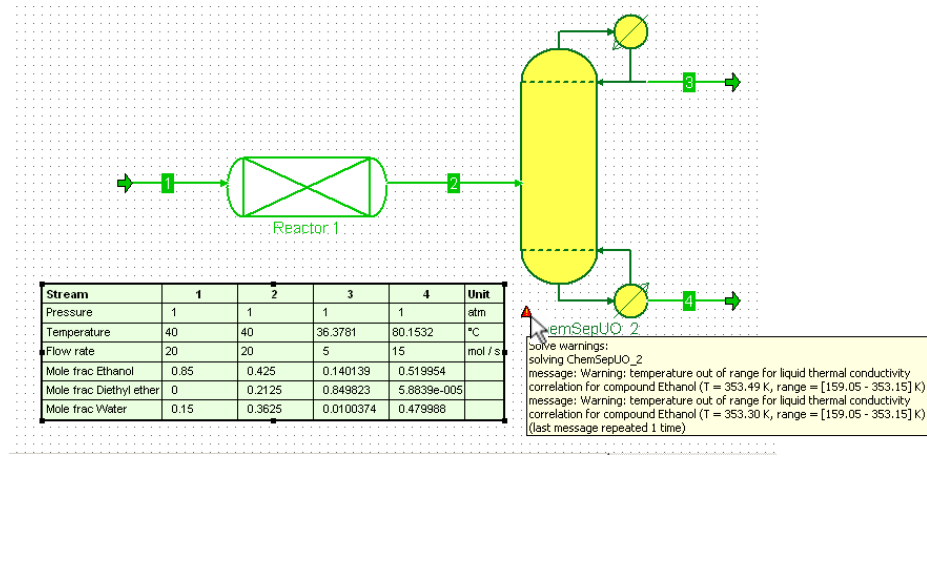 3
1
2
Reactor 1
4
Stream 1 2 3 4 Unit
Pressure 1 1 1 1 atm
Temperature 40 40 36.3781 80.1532 °C
Flow rate 20 20 5 15 mol / s
Mole frac Ethanol 0.85 0.425 0.140139 0.519954
Mole frac Diethyl ether 0 0.2125 0.849823 5.8839e-005
Mole frac Water 0.15 0.3625 0.0100374 0.479988
hemSepUO_2
Solve warnings:
solving ChemSepUO_2
message: Warning: temperature out of range for liquid thermal conductivity
correlation for compound Ethanol (T = 353.49 K, range = [159.05 - 353.15] K)
message: Warning: temperature out of range for liquid thermal conductivity
correlation for compound Ethanol (T = 353.30 K, range = [159.05 - 353.15] K)
(last message repeated 1 time)